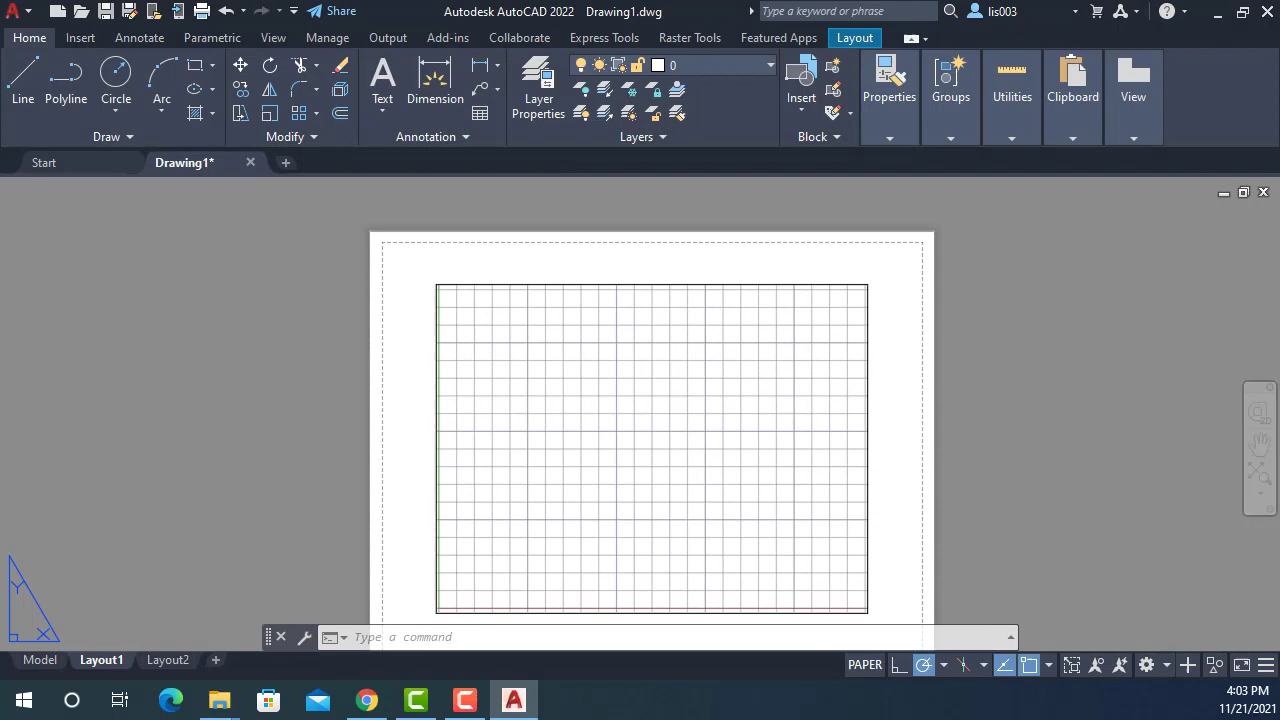 Share
Autodesk AutoCAD 2022 Drawing1.dwg
Type a keyword or phrase
lis003
Home Insert Annotate Parametric View Manage Output Add-ins Collaborate Express Tools Raster Tools Featured Apps Layout
0
Line Polyline Circle Arc
Text Dimension
Layer Properties
Insert
Properties Groups Utilities Clipboard View
Draw Modify Annotation Layers Block
Start Drawing1*
Y
X
Type a command
Model Layout1 Layout2
PAPER
4:03 PM
11/21/2021